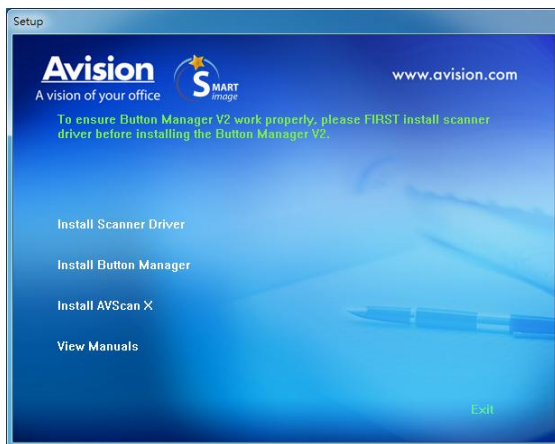 Setup
Avision
A vision of your office
SMART
image
www.avision.com
To ensure Button Manager V2 work properly, please FIRST install scanner
driver before installing the Button Manager V2.
Install Scanner Driver
Install Button Manager
Install AVScan X
View Manuals
Exit